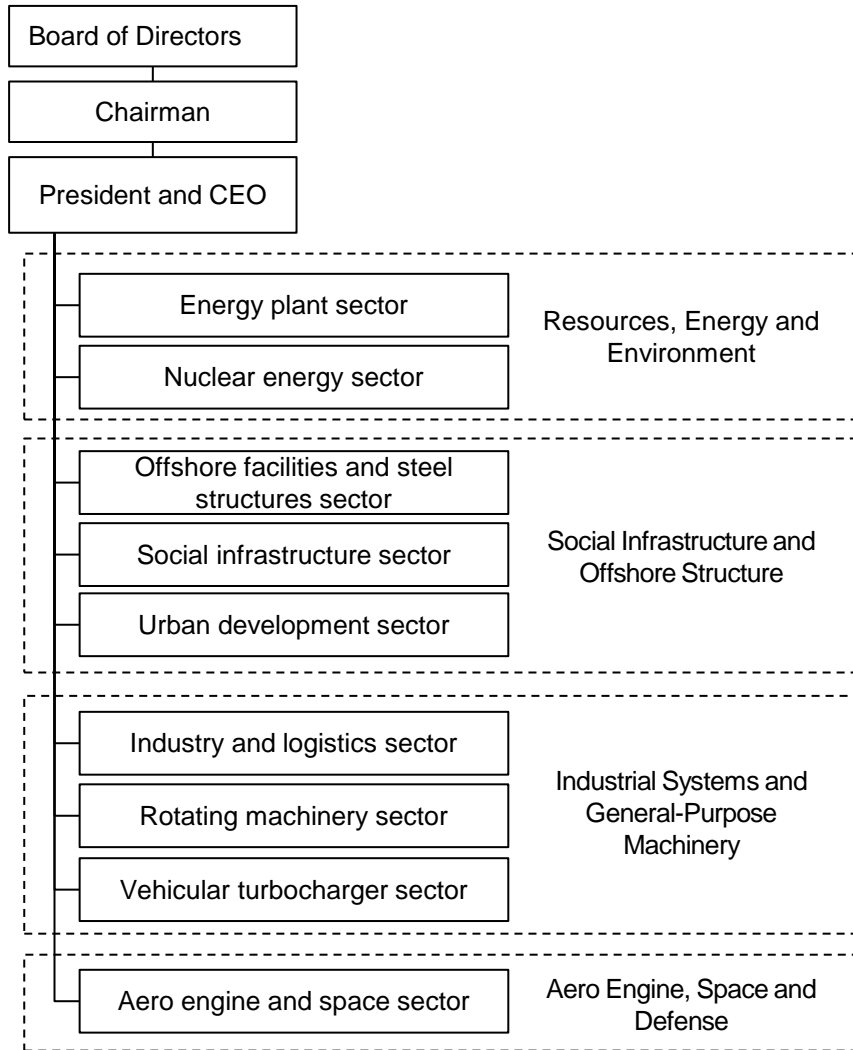 Board of Directors
Chairman
President and CEO
Energy plant sector
Nuclear energy sector
Resources, Energy and
Environment
Offshore facilities and steel
structures sector
Social infrastructure sector
Urban development sector
Social Infrastructure and
Offshore Structure
Industry and logistics sector
Rotating machinery sector
Vehicular turbocharger sector
Industrial Systems and
General-Purpose
Machinery
Aero engine and space sector
Aero Engine, Space and
Defense